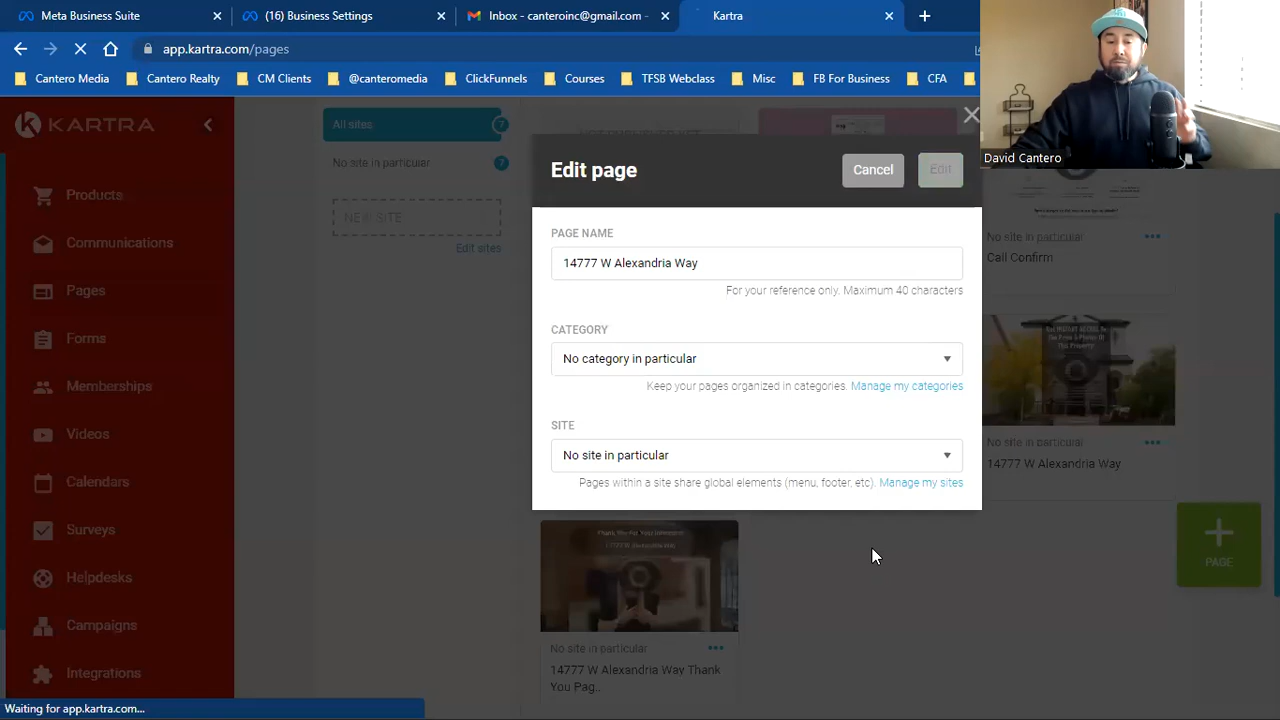 Meta Business Suite
(16) Business Settings
Inbox - canteroinc@gmail.com -
Kartra
app.kartra.com/pages
Cantero Media
Cantero Realty
CM Clients
@canteromedia
ClickFunnels
Courses
TFSB Webclass
Misc
FB For Business
CFA
David Cantero
KARTRA
Products
Communications
Pages
Forms
Memberships
Videos
Calendars
Surveys
Helpdesks
Campaigns
Integrations
All sites
7
No site in particular
7
NEW SITE
Edit sites
Edit page
Cancel
Edit
PAGE NAME
14777 W Alexandria Way
For your reference only. Maximum 40 characters
CATEGORY
No category in particular
Keep your pages organized in categories. Manage my categories
SITE
No site in particular
Pages within a site share global elements (menu, footer, etc). Manage my sites
No site in particular
Call Confirm
No site in particular
14777 W Alexandria Way
PAGE
No site in particular
14777 W Alexandria Way Thank
You Pag..
Waiting for app.kartra.com...